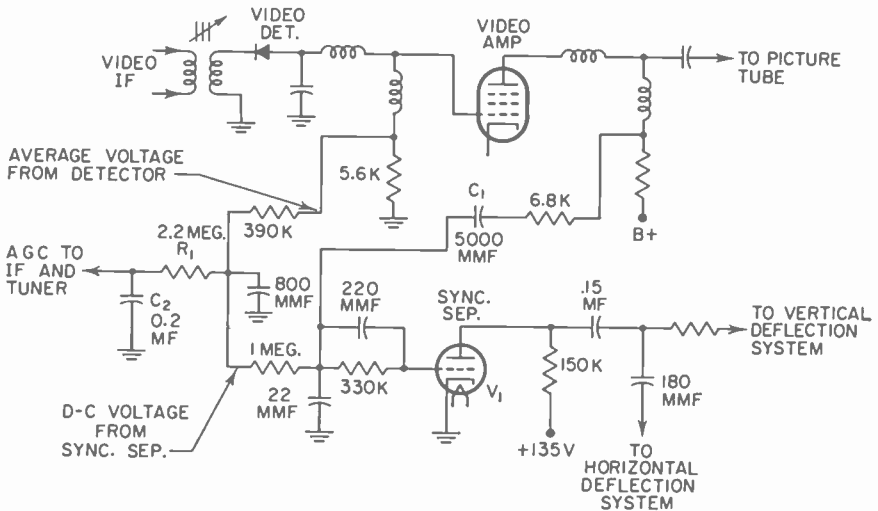 VIDEO
DET.
VIDEO
AMP
VIDEO
IF
TO PICTURE
TUBE
AVERAGE VOLTAGE
FROM DETECTOR
5.6K
C1
6.8K
B+
390K
5000
MMF
2.2 MEG.
R1
AGC TO
IF AND
TUNER
C2
0.2
MF
800
MMF
220
MMF
SYNC.
SEP.
.15
MF
TO VERTICAL
DEFLECTION
SYSTEM
1 MEG.
330K
V1
150K
180
MMF
22
MMF
D-C VOLTAGE
FROM
SYNC. SEP.
+135V
TO
HORIZONTAL
DEFLECTION
SYSTEM